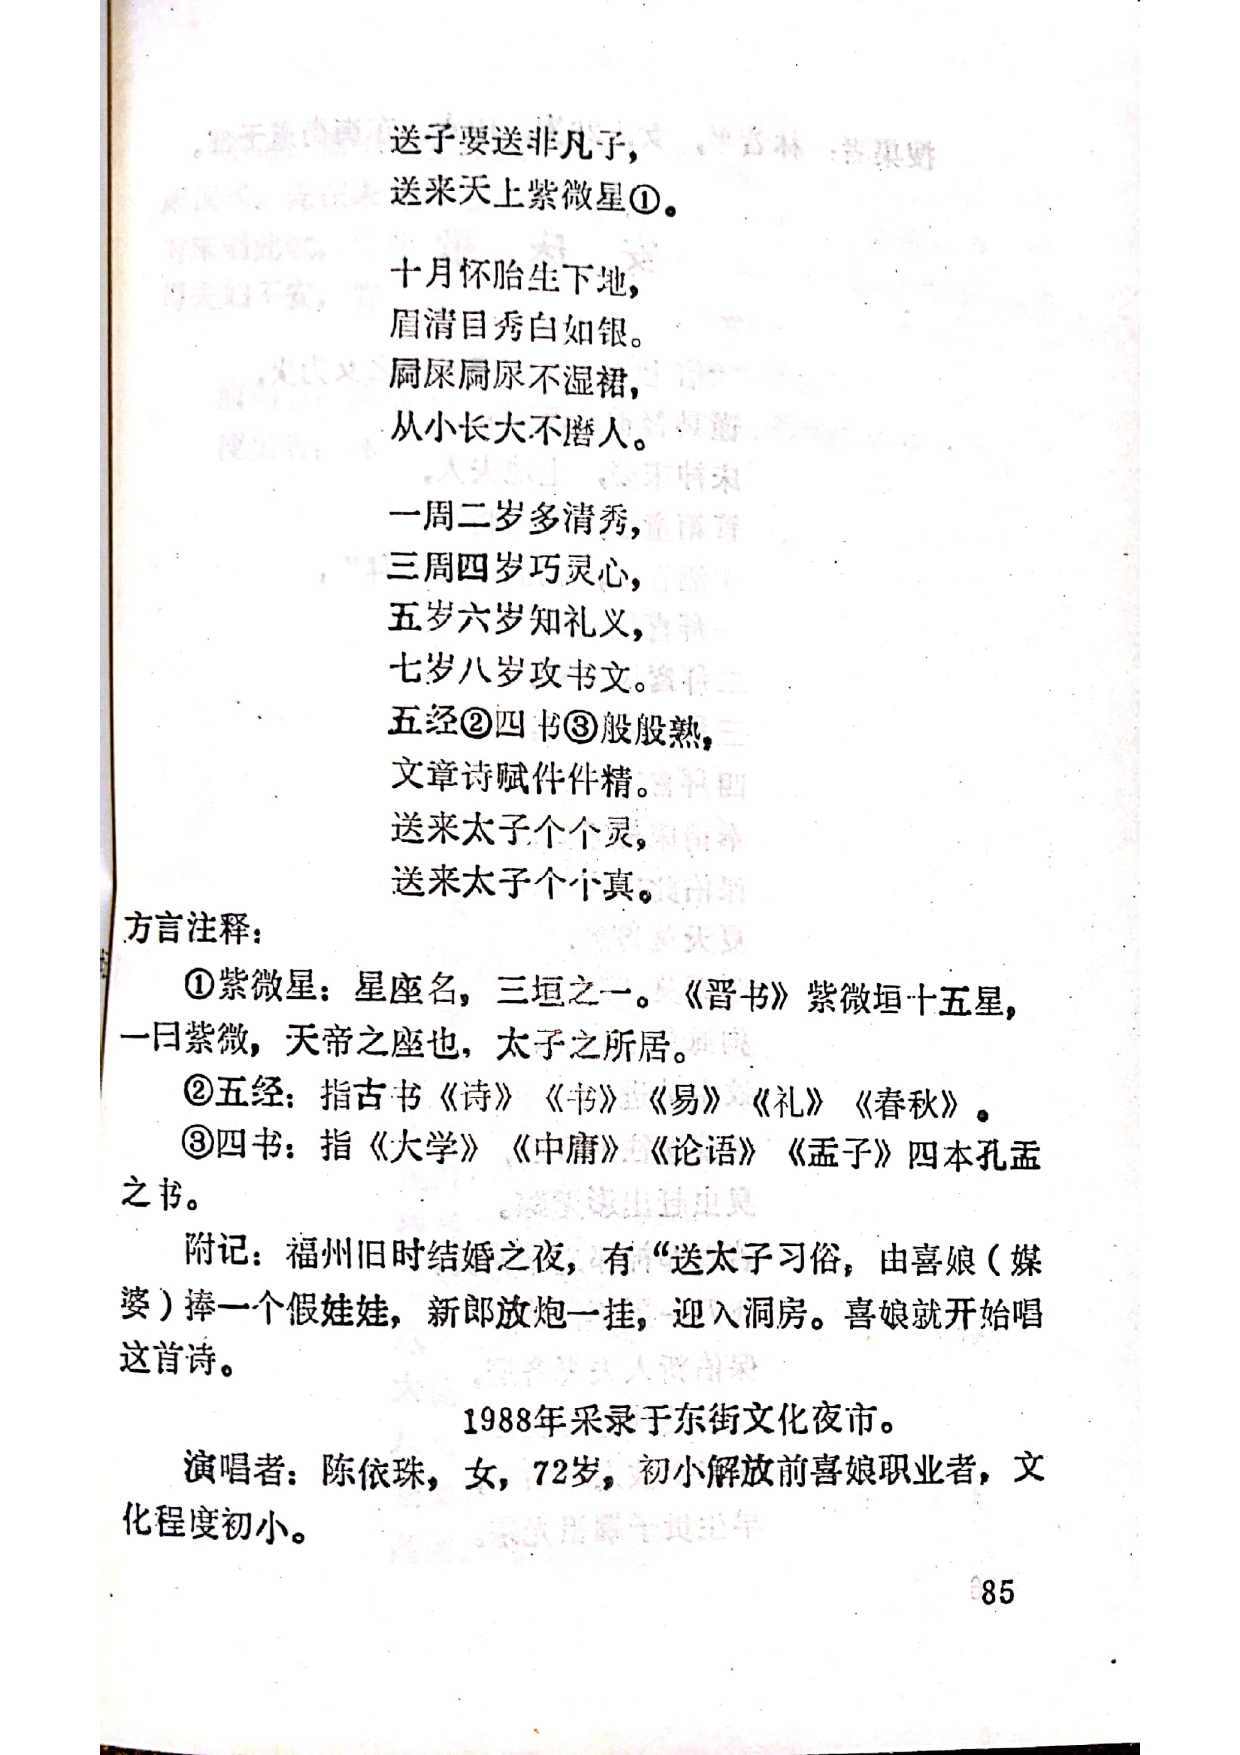 送子要送非凡子，
送来天上紫微星①。
十月怀胎生下地，
眉清目秀白如银。
屙屎屙尿不湿裙，
从小长大不磨人。
一周二岁多清秀，
三周四岁巧灵心，
五岁六岁知礼义，
七岁八岁攻书文。
五经②四书③般般熟，
文章诗赋件件精。
送来太子个个灵，
送来太子个个真。
方言注释：
①紫微星：星座名，三垣之一。《晋书》紫微垣十五星，
一曰紫微，天帝之座也，太子之所居。
②五经：指古书《诗》《书》《易》《礼》《春秋》。
③四书：指《大学》《中庸》《论语》《孟子》四本孔孟
之书。
附记：福州旧时结婚之夜，有“送太子习俗，由喜娘（媒
婆）捧一个假娃娃，新郎放炮一挂，迎入洞房。喜娘就开始唱
这首诗。
1988年采录于东街文化夜市。
演唱者：陈依珠，女，72岁，初小解放前喜娘职业者，文
化程度初小。
85